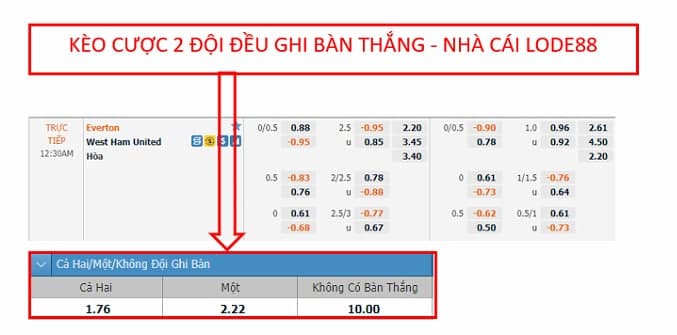 KÈO CƯỢC 2 ĐỘI ĐỀU GHI BÀN THẮNG - NHÀ CÁI LODE88
TRỰC TIẾP 12:30AM
Everton 0/0.5 0.88 2.5 -0.95 2.20 0/0.5 -0.90 1.0 0.96 2.61
West Ham United -0.95 u 0.85 3.45 0.78 u 0.92 4.50
Hòa 3.40 2.20
0.5 -0.83 2/2.5 0.78 0 0.61 1/1.5 -0.76
0.76 u -0.88 -0.73 u 0.64
0 0.61 2.5/3 -0.77 0.5 -0.62 0.5/1 0.61
-0.68 u 0.67 0.50 u -0.73
Cả Hai/Một/Không Đội Ghi Bàn
Cả Hai Một Không Có Bàn Thắng
1.76 2.22 10.00